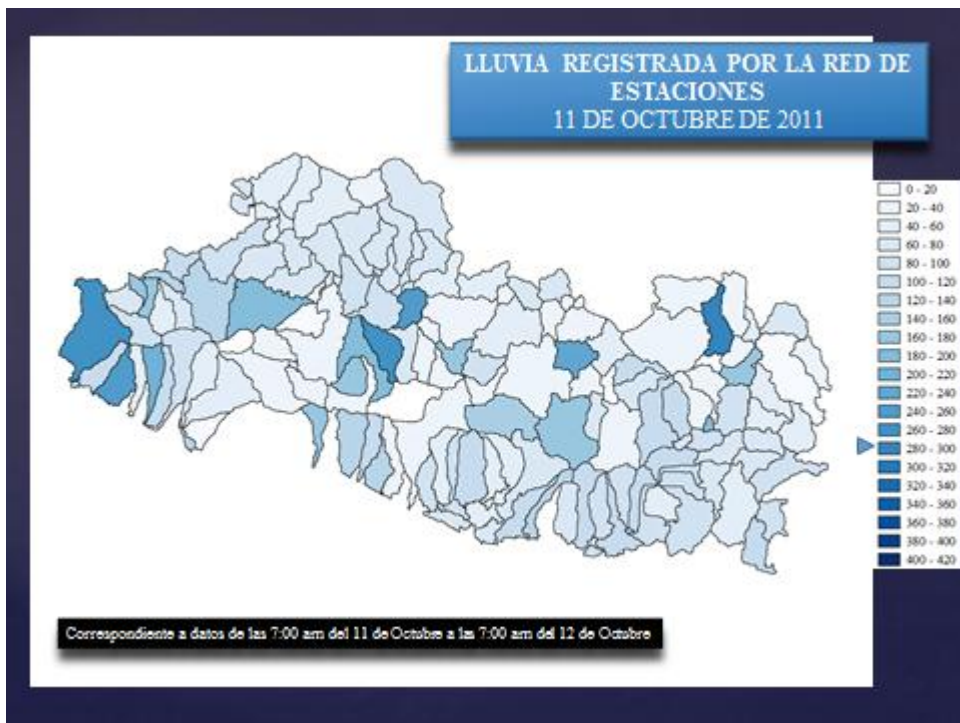 LLUVIA REGISTRADA POR LA RED DE
ESTACIONES
11 DE OCTUBRE DE 2011
0 - 20
20 - 40
40 - 60
60 - 80
80 - 100
100 - 120
120 - 140
140 - 160
160 - 180
180 - 200
200 - 220
220 - 240
240 - 260
260 - 280
280 - 300
300 - 320
320 - 340
340 - 360
360 - 380
380 - 400
400 - 420
Correspondiente a datos de las 7:00 am del 11 de Octubre a las 7:00 am del 12 de Octubre